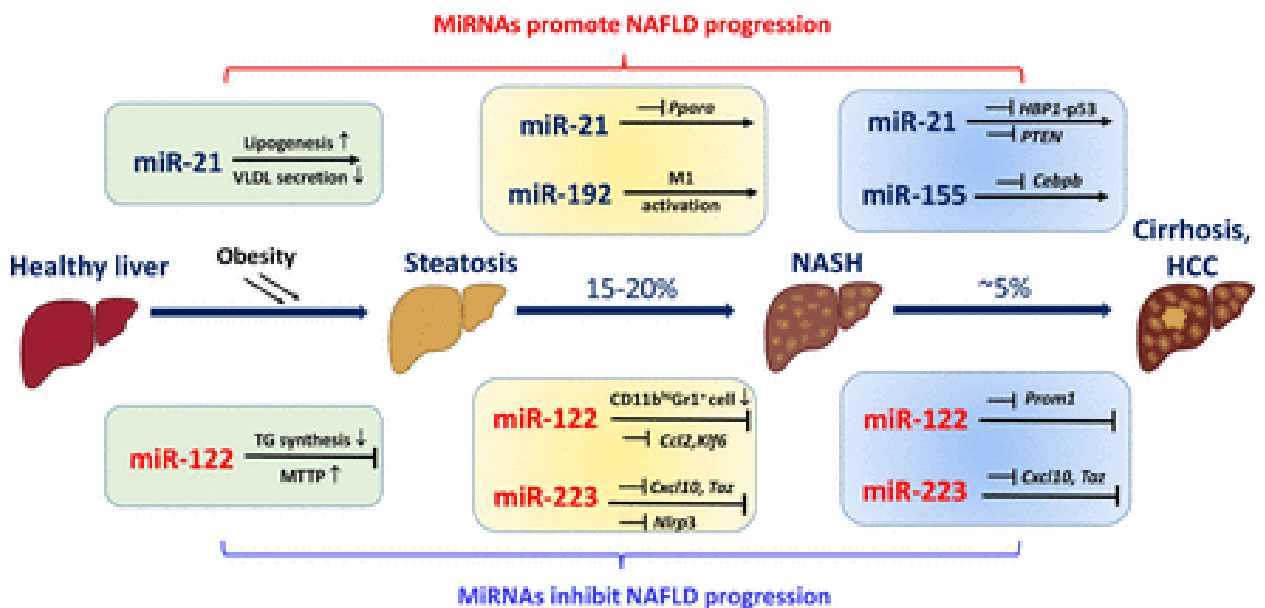 MiRNAs promote NAFLD progression
miR-21
Lipogenesis ↑
VLDL secretion ↓
miR-21
Pparα
miR-192
M1
activation
miR-21
HBP1-p53
PTEN
miR-155
Cebpb
Healthy liver
Obesity
Steatosis
15-20%
NASH
~5%
Cirrhosis,
HCC
miR-122
TG synthesis ↓
MTTP ↑
miR-122
CD11bʰⁱGr1⁺ cell ↓
Ccl2,Klf6
miR-223
Cxcl10, Taz
Nlrp3
miR-122
Prom1
miR-223
Cxcl10, Taz
MiRNAs inhibit NAFLD progression